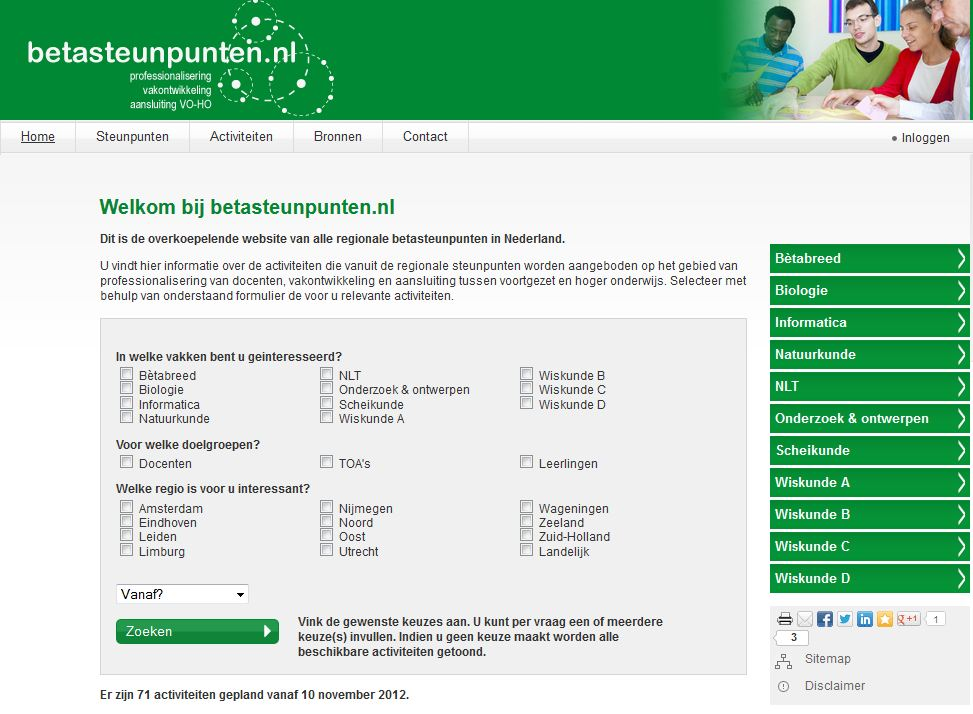 betasteunpunten.nl
professionalisering
vakontwikkeling
aansluiting VO-HO
Home
Steunpunten
Activiteiten
Bronnen
Contact
Inloggen
Welkom bij betasteunpunten.nl
Dit is de overkoepelende website van alle regionale betasteunpunten in Nederland.
U vindt hier informatie over de activiteiten die vanuit de regionale steunpunten worden aangeboden op het gebied van
professionalisering van docenten, vakontwikkeling en aansluiting tussen voortgezet en hoger onderwijs. Selecteer met
behulp van onderstaand formulier de voor u relevante activiteiten.
In welke vakken bent u geinteresseerd?
Bètabreed NLT Wiskunde B
Biologie Onderzoek & ontwerpen Wiskunde C
Informatica Scheikunde Wiskunde D
Natuurkunde Wiskunde A
Voor welke doelgroepen?
Docenten TOA's Leerlingen
Welke regio is voor u interessant?
Amsterdam Nijmegen Wageningen
Eindhoven Noord Zeeland
Leiden Oost Zuid-Holland
Limburg Utrecht Landelijk
Vanaf?
Zoeken
Vink de gewenste keuzes aan. U kunt per vraag een of meerdere
keuze(s) invullen. Indien u geen keuze maakt worden alle
beschikbare activiteiten getoond.
Er zijn 71 activiteiten gepland vanaf 10 november 2012.
Bètabreed
Biologie
Informatica
Natuurkunde
NLT
Onderzoek & ontwerpen
Scheikunde
Wiskunde A
Wiskunde B
Wiskunde C
Wiskunde D
g +1 1
3
Sitemap
Disclaimer